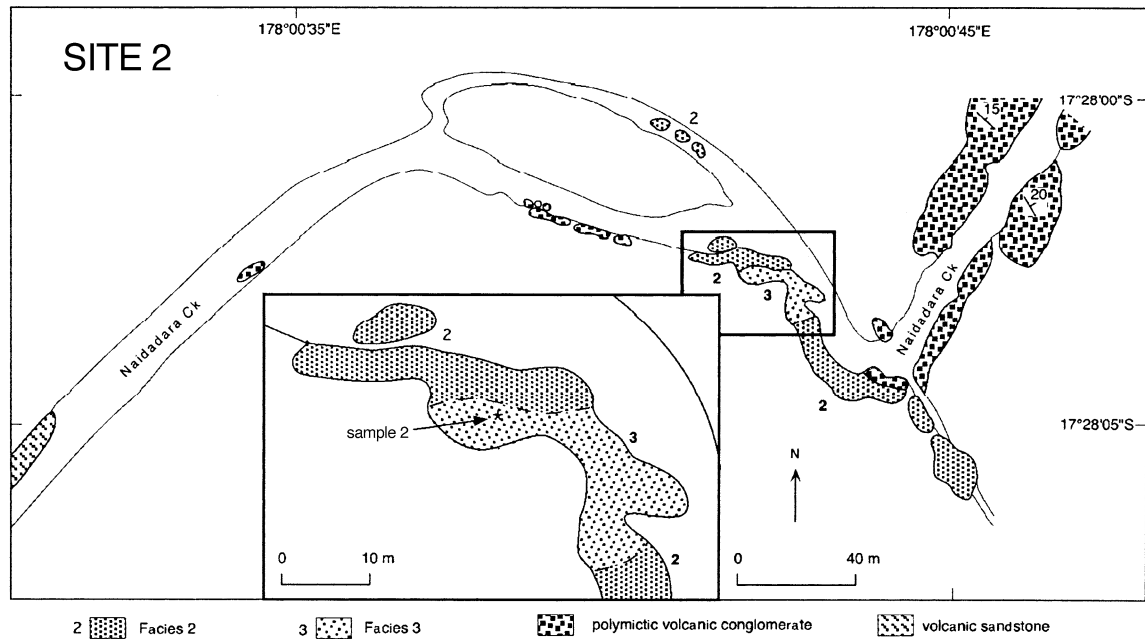 178°00'35"E
178°00'45"E
SITE 2
17°28'00"S
2
15
20
2
3
Naidadara Ck
Naidadara Ck
2
2
sample 2
3
17°28'05"S
N
2
0 10 m
0 40 m
2 Facies 2
3 Facies 3
polymictic volcanic conglomerate
volcanic sandstone